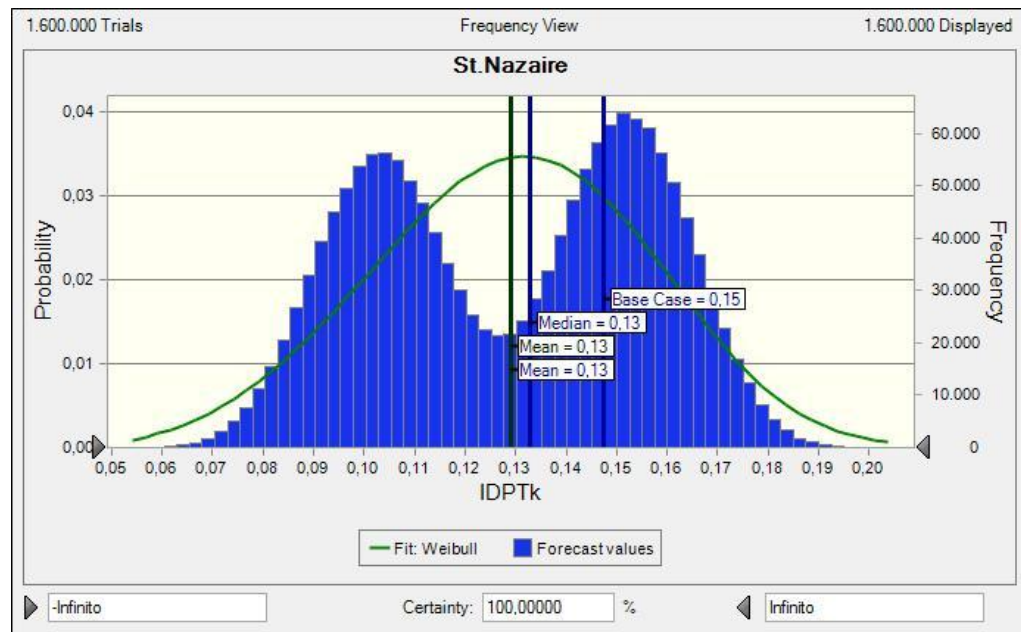 1.600.000 Trials Frequency View 1.600.000 Displayed
St.Nazaire
0,04
0,03
0,02
0,01
0,00
Probability
60.000
50.000
40.000
30.000
20.000
10.000
0
Frequency
Base Case = 0,15
Median = 0,13
Mean = 0,13
Mean = 0,13
0,05 0,06 0,07 0,08 0,09 0,10 0,11 0,12 0,13 0,14 0,15 0,16 0,17 0,18 0,19 0,20
IDPTk
Fit: Weibull Forecast values
-Infinito Certainty: 100,00000 % Infinito